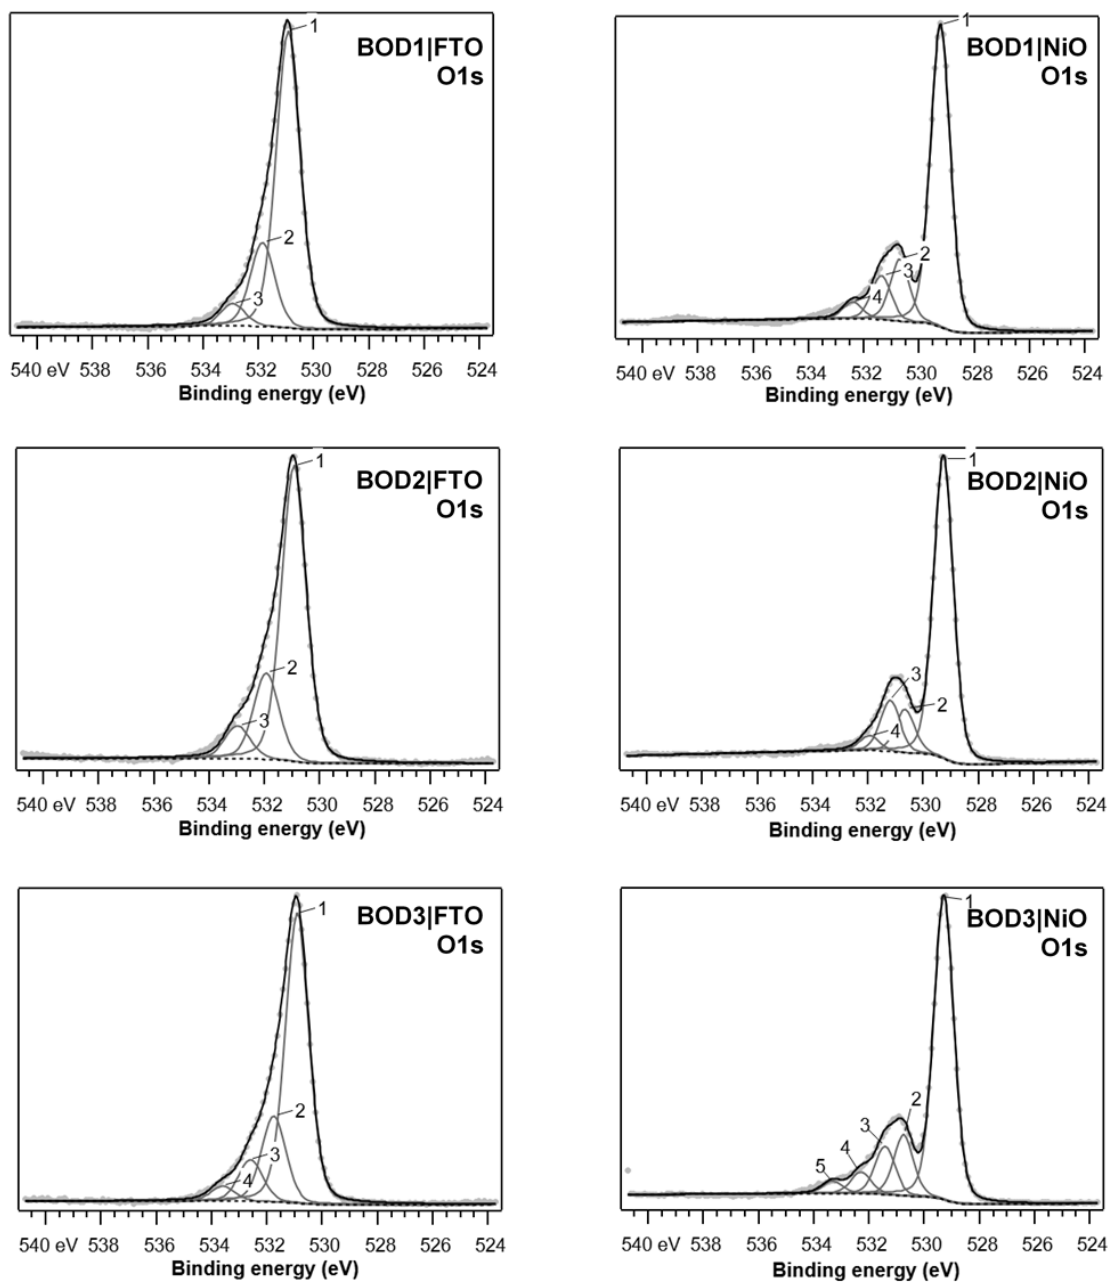 BOD1|FTO
O1s
1
2
3
540 eV 538 536 534 532 530 528 526 524
Binding energy (eV)
BOD1|NiO
O1s
1
2
3
4
540 eV 538 536 534 532 530 528 526 524
Binding energy (eV)
BOD2|FTO
O1s
1
2
3
540 eV 538 536 534 532 530 528 526 524
Binding energy (eV)
BOD2|NiO
O1s
1
3
2
4
540 eV 538 536 534 532 530 528 526 524
Binding energy (eV)
BOD3|FTO
O1s
1
2
3
4
540 eV 538 536 534 532 530 528 526 524
Binding energy (eV)
BOD3|NiO
O1s
1
2
3
4
5
540 eV 538 536 534 532 530 528 526 524
Binding energy (eV)